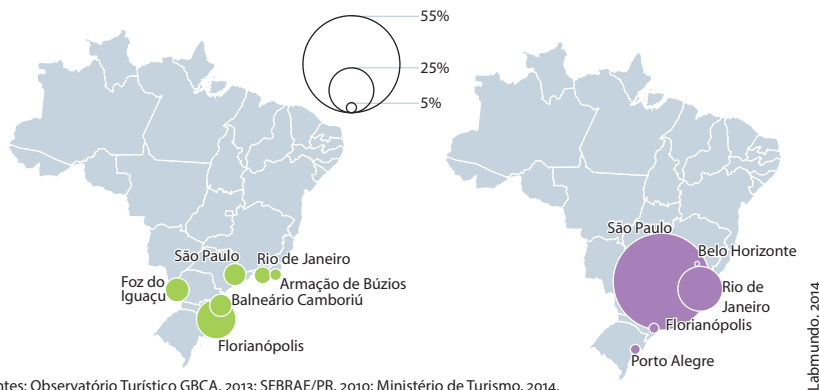 55%
25%
5%
São Paulo
Rio de Janeiro
Foz do
Iguaçu
Armação de Búzios
Balneário Camboriú
Florianópolis
São Paulo
Belo Horizonte
Rio de
Janeiro
Florianópolis
Porto Alegre
Labmundo, 2014
Observatório Turístico GBCA, 2013; SEBRAE/PR, 2010; Ministério de Turismo, 2014.